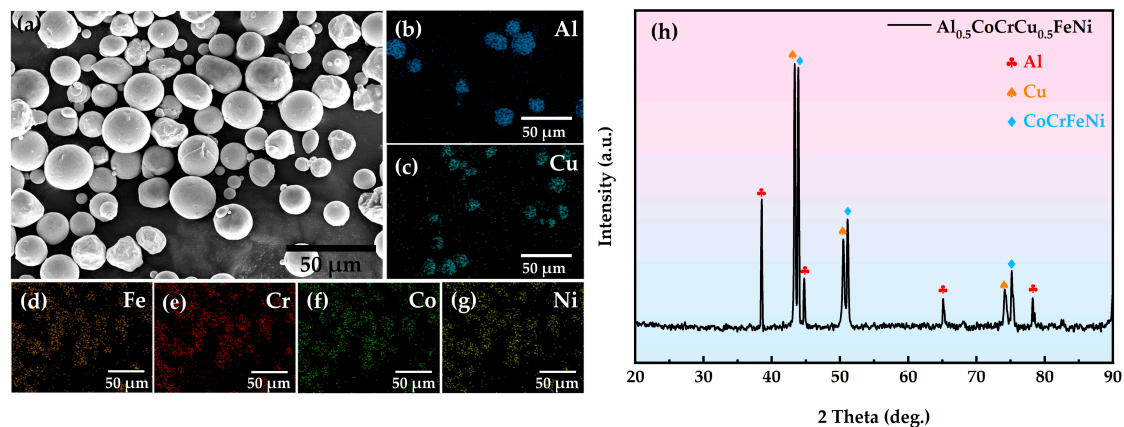 (a)
50 μm
(b)
Al
50 μm
(c)
Cu
50 μm
(d)
Fe
50 μm
(e)
Cr
50 μm
(f)
Co
50 μm
(g)
Ni
50 μm
(h)
Al0.5CoCrCu0.5FeNi
Al
Cu
CoCrFeNi
Intensity (a.u.)
20 30 40 50 60 70 80 90
2 Theta (deg.)